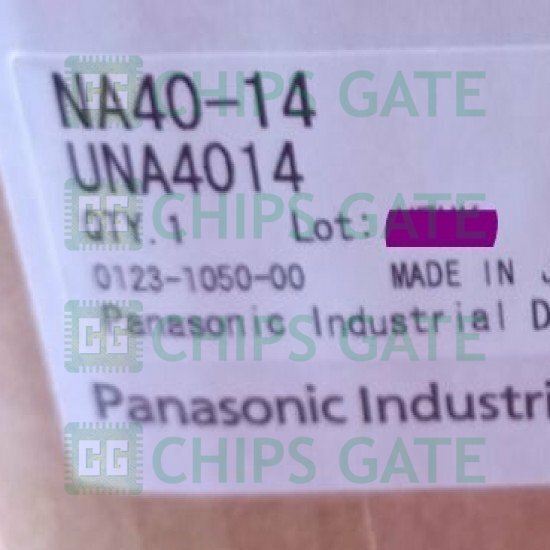 NA40-14
UNA4014
QTY.1 Lot:
0123-1050-00 MADE IN J
Panasonic Industrial D
Panasonic Industri
CHIPS GATE
CHIPS GATE
CHIPS GATE
CHIPS GATE